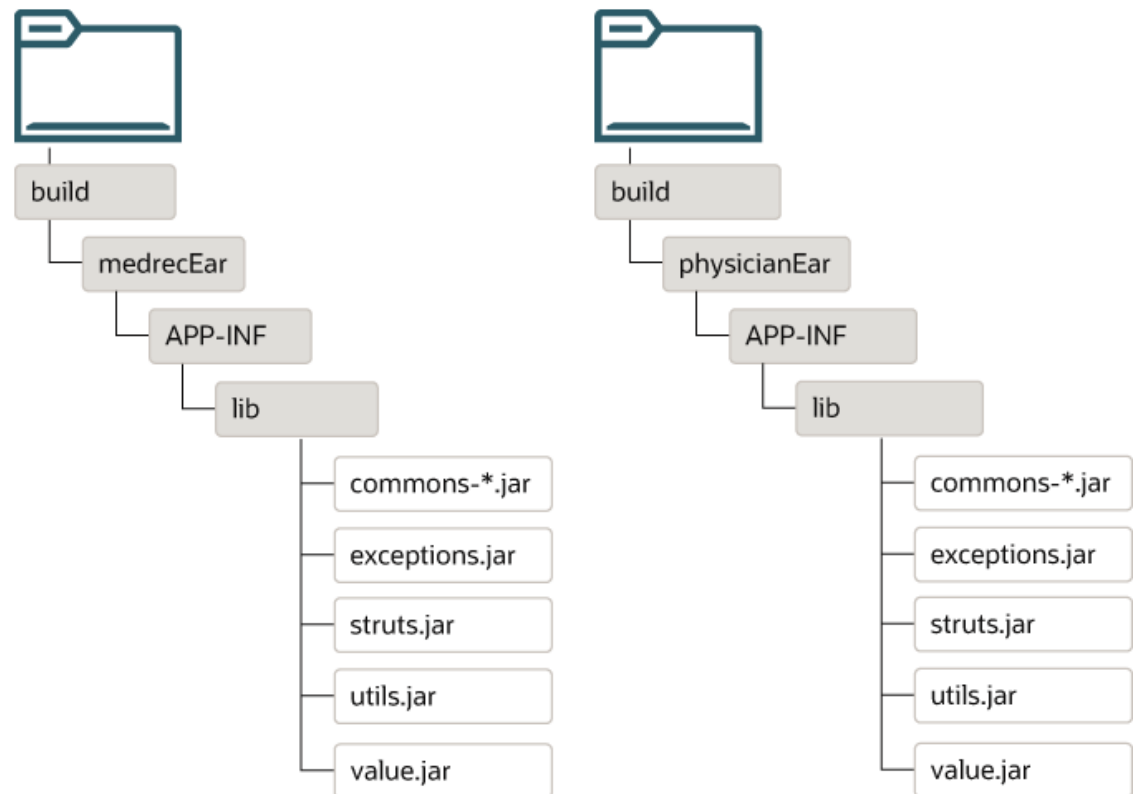 build
medrecEar
APP-INF
lib
commons-*.jar
exceptions.jar
struts.jar
utils.jar
value.jar
build
physicianEar
APP-INF
lib
commons-*.jar
exceptions.jar
struts.jar
utils.jar
value.jar